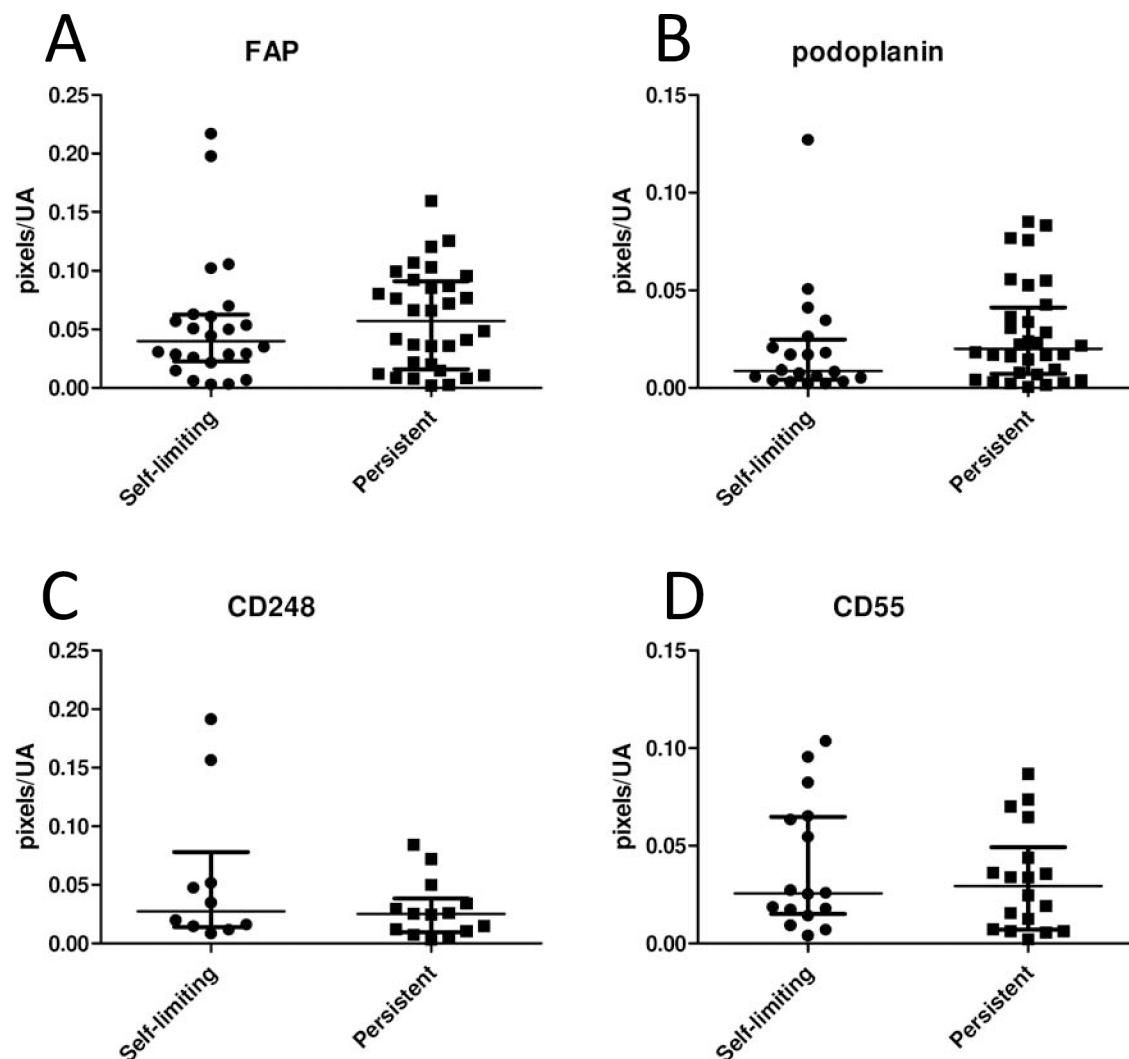 A
FAP
0.25
0.20
0.15
0.10
0.05
0.00
pixels/UA
Self-limiting
Persistent
B
podoplanin
0.15
0.10
0.05
0.00
pixels/UA
Self-limiting
Persistent
C
CD248
0.25
0.20
0.15
0.10
0.05
0.00
pixels/UA
Self-limiting
Persistent
D
CD55
0.15
0.10
0.05
0.00
pixels/UA
Self-limiting
Persistent